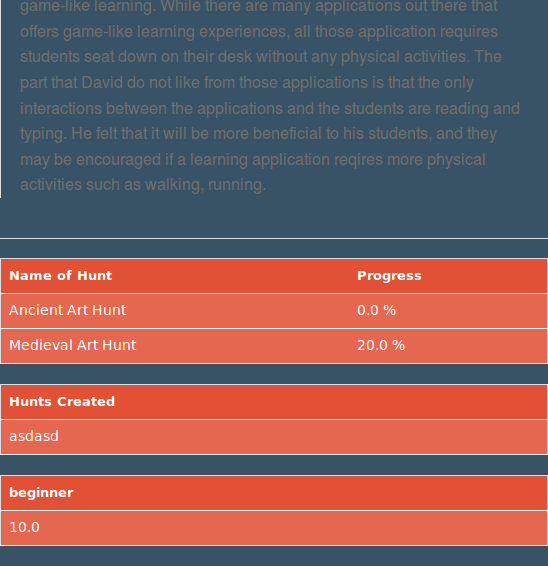 game-like learning. While there are many applications out there that
offers game-like learning experiences, all those application requires
students seat down on their desk without any physical activities. The
part that David do not like from those applications is that the only
interactions between the applications and the students are reading and
typing. He felt that it will be more beneficial to his students, and they
may be encouraged if a learning application reqires more physical
activities such as walking, running.
Name of Hunt Progress
Ancient Art Hunt 0.0 %
Medieval Art Hunt 20.0 %
Hunts Created
asdasd
beginner
10.0